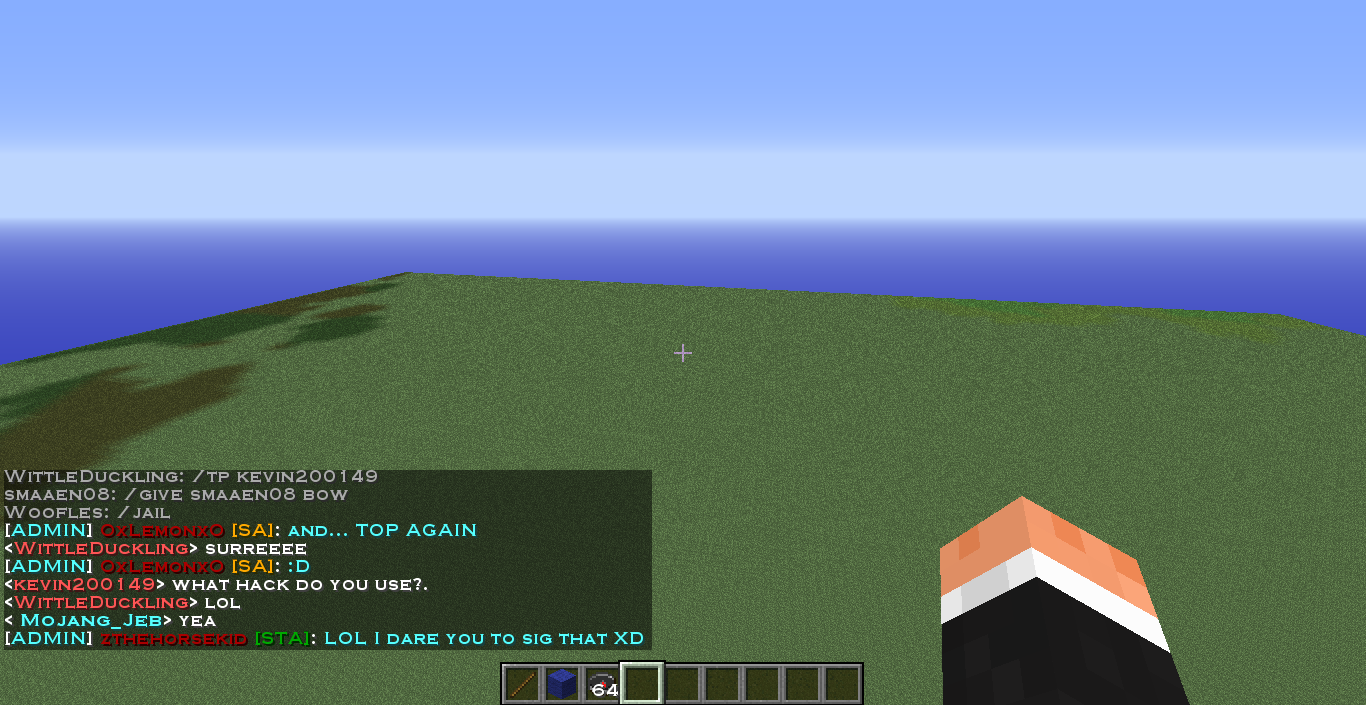 WittleDuckling: /tp kevin200149
smaaen08: /give smaaen08 bow
Woofles: /jail
[ADMIN] OxLemonxO [SA]: and... TOP AGAIN
<WittleDuckling> surreeee
[ADMIN] OxLemonxO [SA]: :D
<kevin200149> what hack do you use?.
<WittleDuckling> lol
< Mojang_Jeb> yea
[ADMIN] zthehorsekid [STA]: LOL I dare you to sig that XD
64